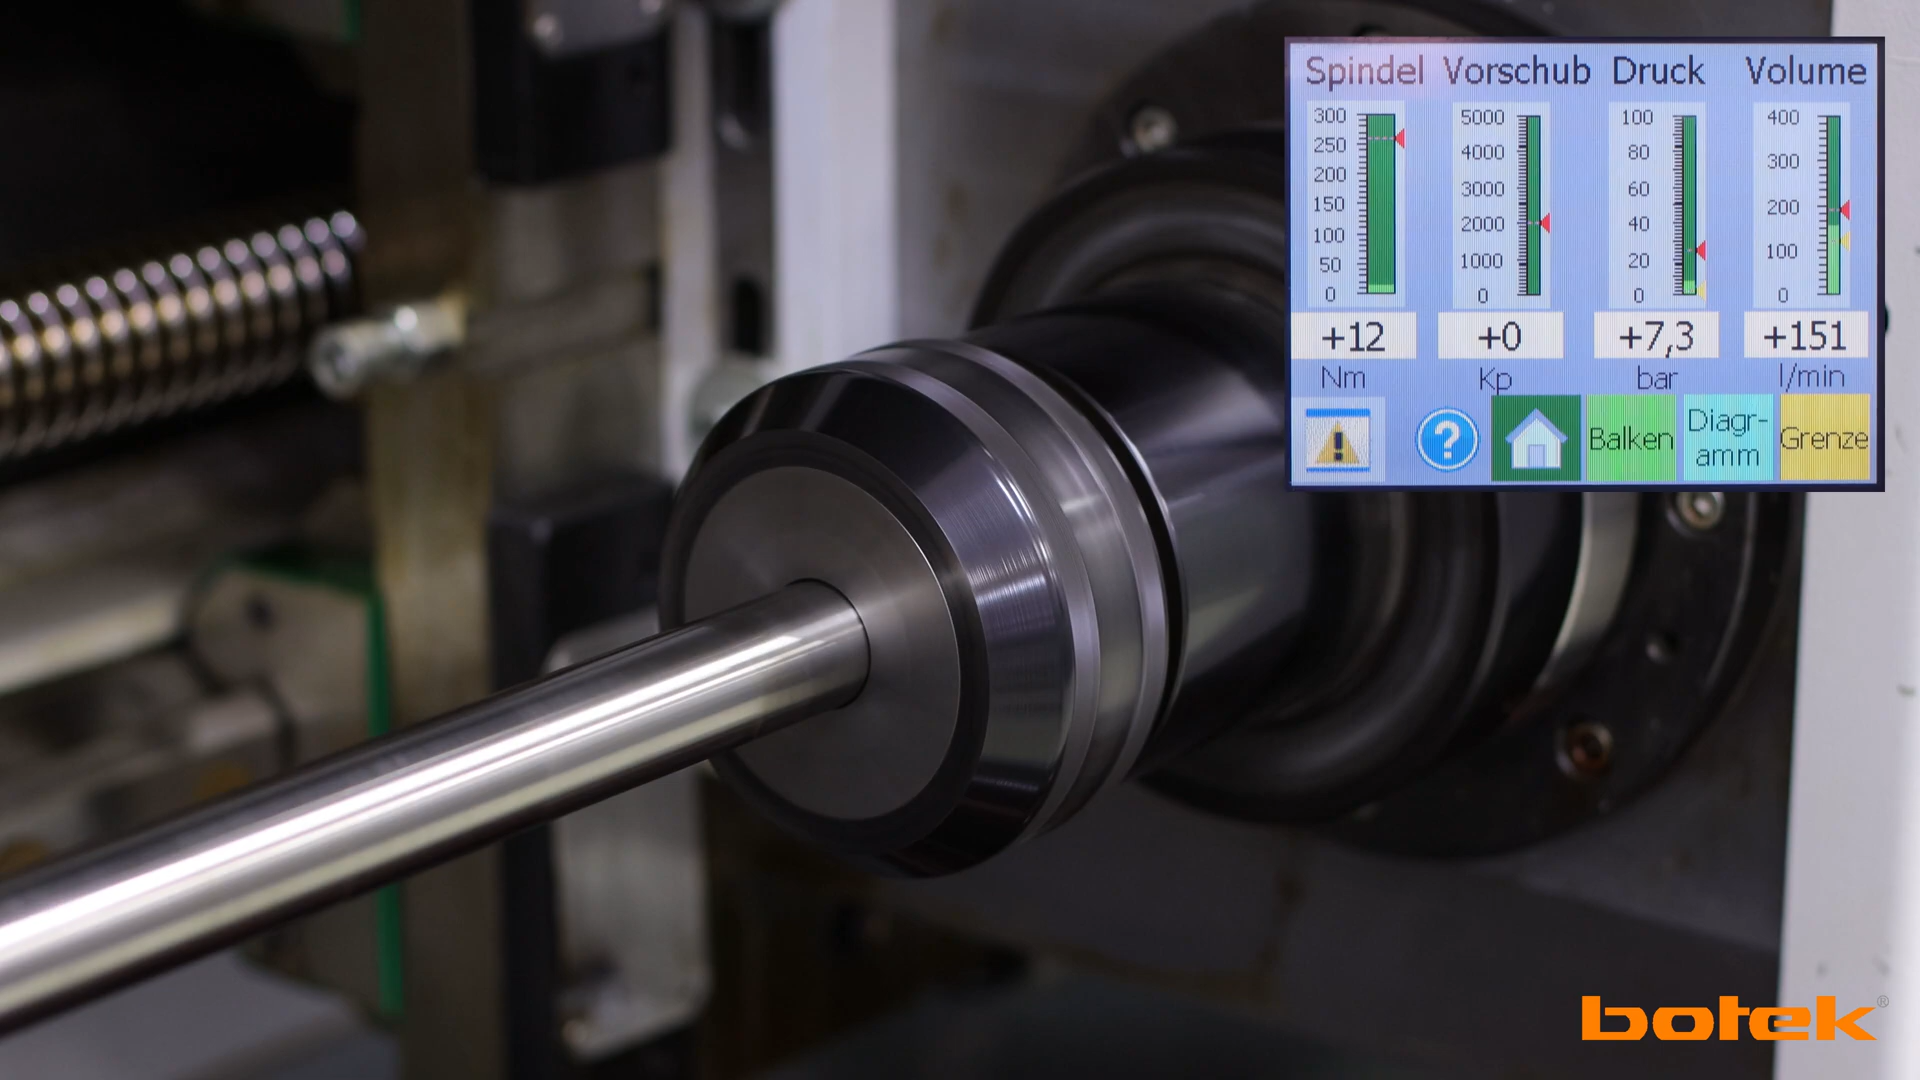 Spindel Vorschub Druck Volume
300 5000 100 400
250 4000 80 300
200 3000 60 200
150 2000 40 100
100 1000 20 0
50 0 0
0
+12 +0 +7,3 +151
Nm Kp bar l/min
? Balken Diagr-
amm Grenze
botek®